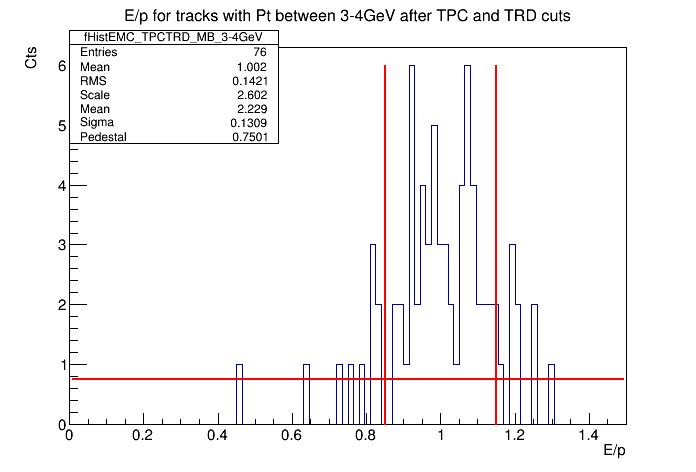 E/p for tracks with Pt between 3-4GeV after TPC and TRD cuts
fHistEMC_TPCTRD_MB_3-4GeV
Entries 76
Mean 1.002
RMS 0.1421
Scale 2.602
Mean 2.229
Sigma 0.1309
Pedestal 0.7501
Cts
6
5
4
3
2
1
0
0 0.2 0.4 0.6 0.8 1 1.2 1.4
E/p